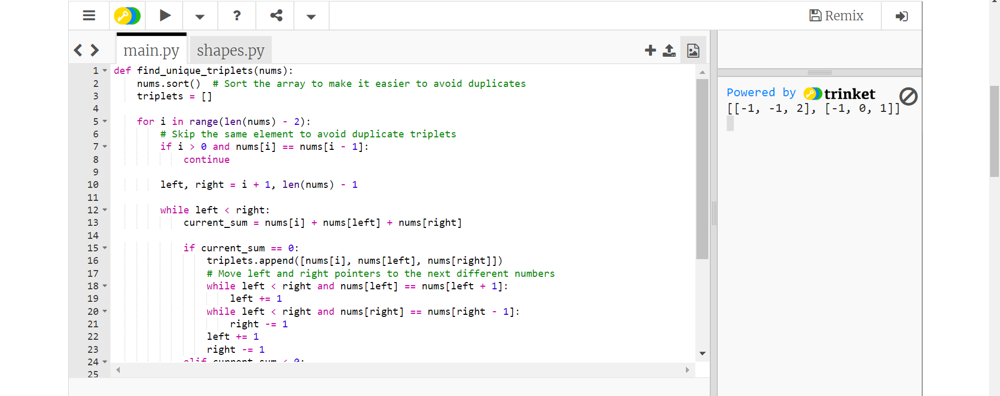 ? Remix
main.py shapes.py
1 def find_unique_triplets(nums):
2 nums.sort()  # Sort the array to make it easier to avoid duplicates
3 triplets = []
4
5 for i in range(len(nums) - 2):
6 # Skip the same element to avoid duplicate triplets
7 if i > 0 and nums[i] == nums[i - 1]:
8 continue
9
10 left, right = i + 1, len(nums) - 1
11
12 while left < right:
13 current_sum = nums[i] + nums[left] + nums[right]
14
15 if current_sum == 0:
16 triplets.append([nums[i], nums[left], nums[right]])
17 # Move left and right pointers to the next different numbers
18 while left < right and nums[left] == nums[left + 1]:
19 left += 1
20 while left < right and nums[right] == nums[right - 1]:
21 right -= 1
22 left += 1
23 right -= 1
24 elif current_sum < 0:
25
Powered by trinket
[[-1, -1, 2], [-1, 0, 1]]